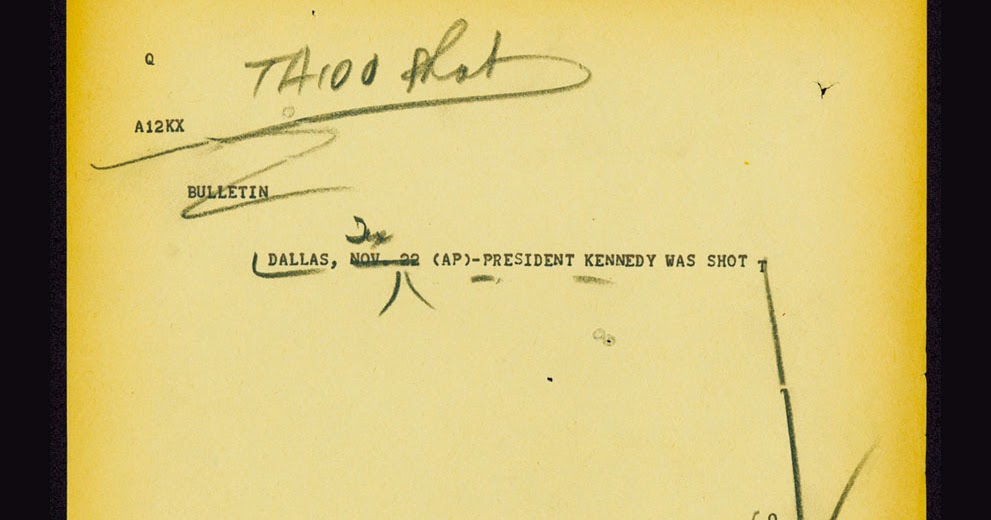 Q
TA100 shot
A12KX
BULLETIN
Tex
DALLAS, NOV. 22 (AP)-PRESIDENT KENNEDY WAS SHOT T